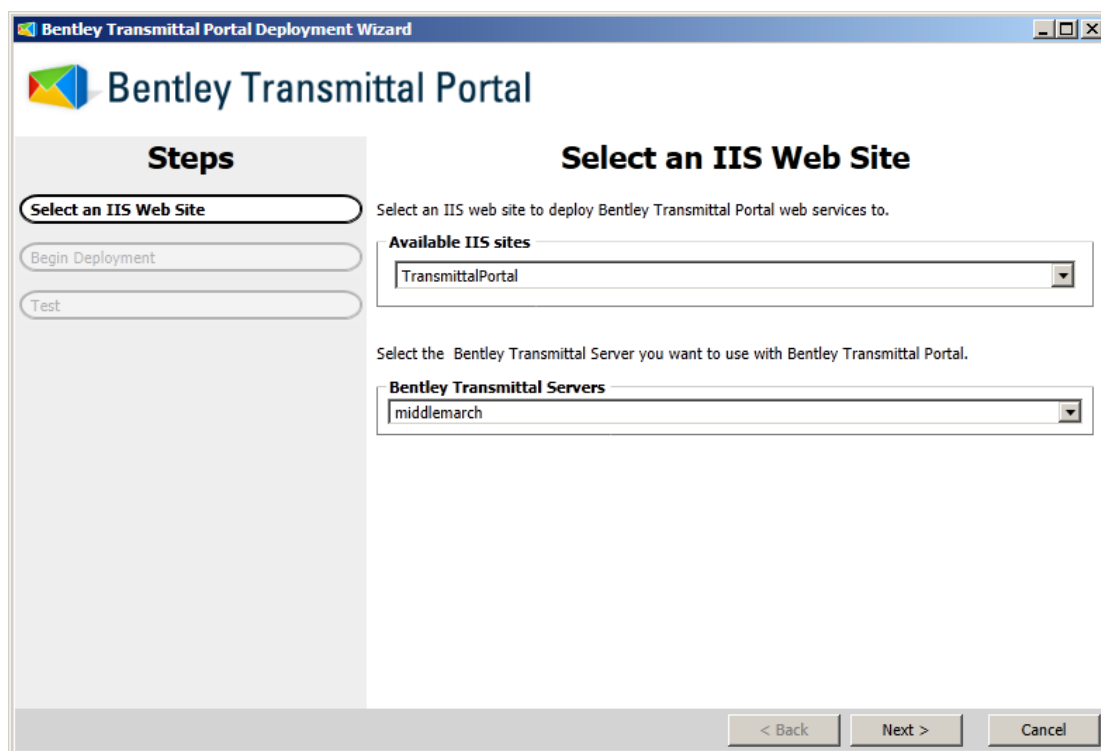 Bentley Transmittal Portal Deployment Wizard
Bentley Transmittal Portal
Steps
Select an IIS Web Site
Begin Deployment
Test
Select an IIS Web Site
Select an IIS web site to deploy Bentley Transmittal Portal web services to.
Available IIS sites
TransmittalPortal
Select the  Bentley Transmittal Server you want to use with Bentley Transmittal Portal.
Bentley Transmittal Servers
middlemarch
< Back
Next >
Cancel